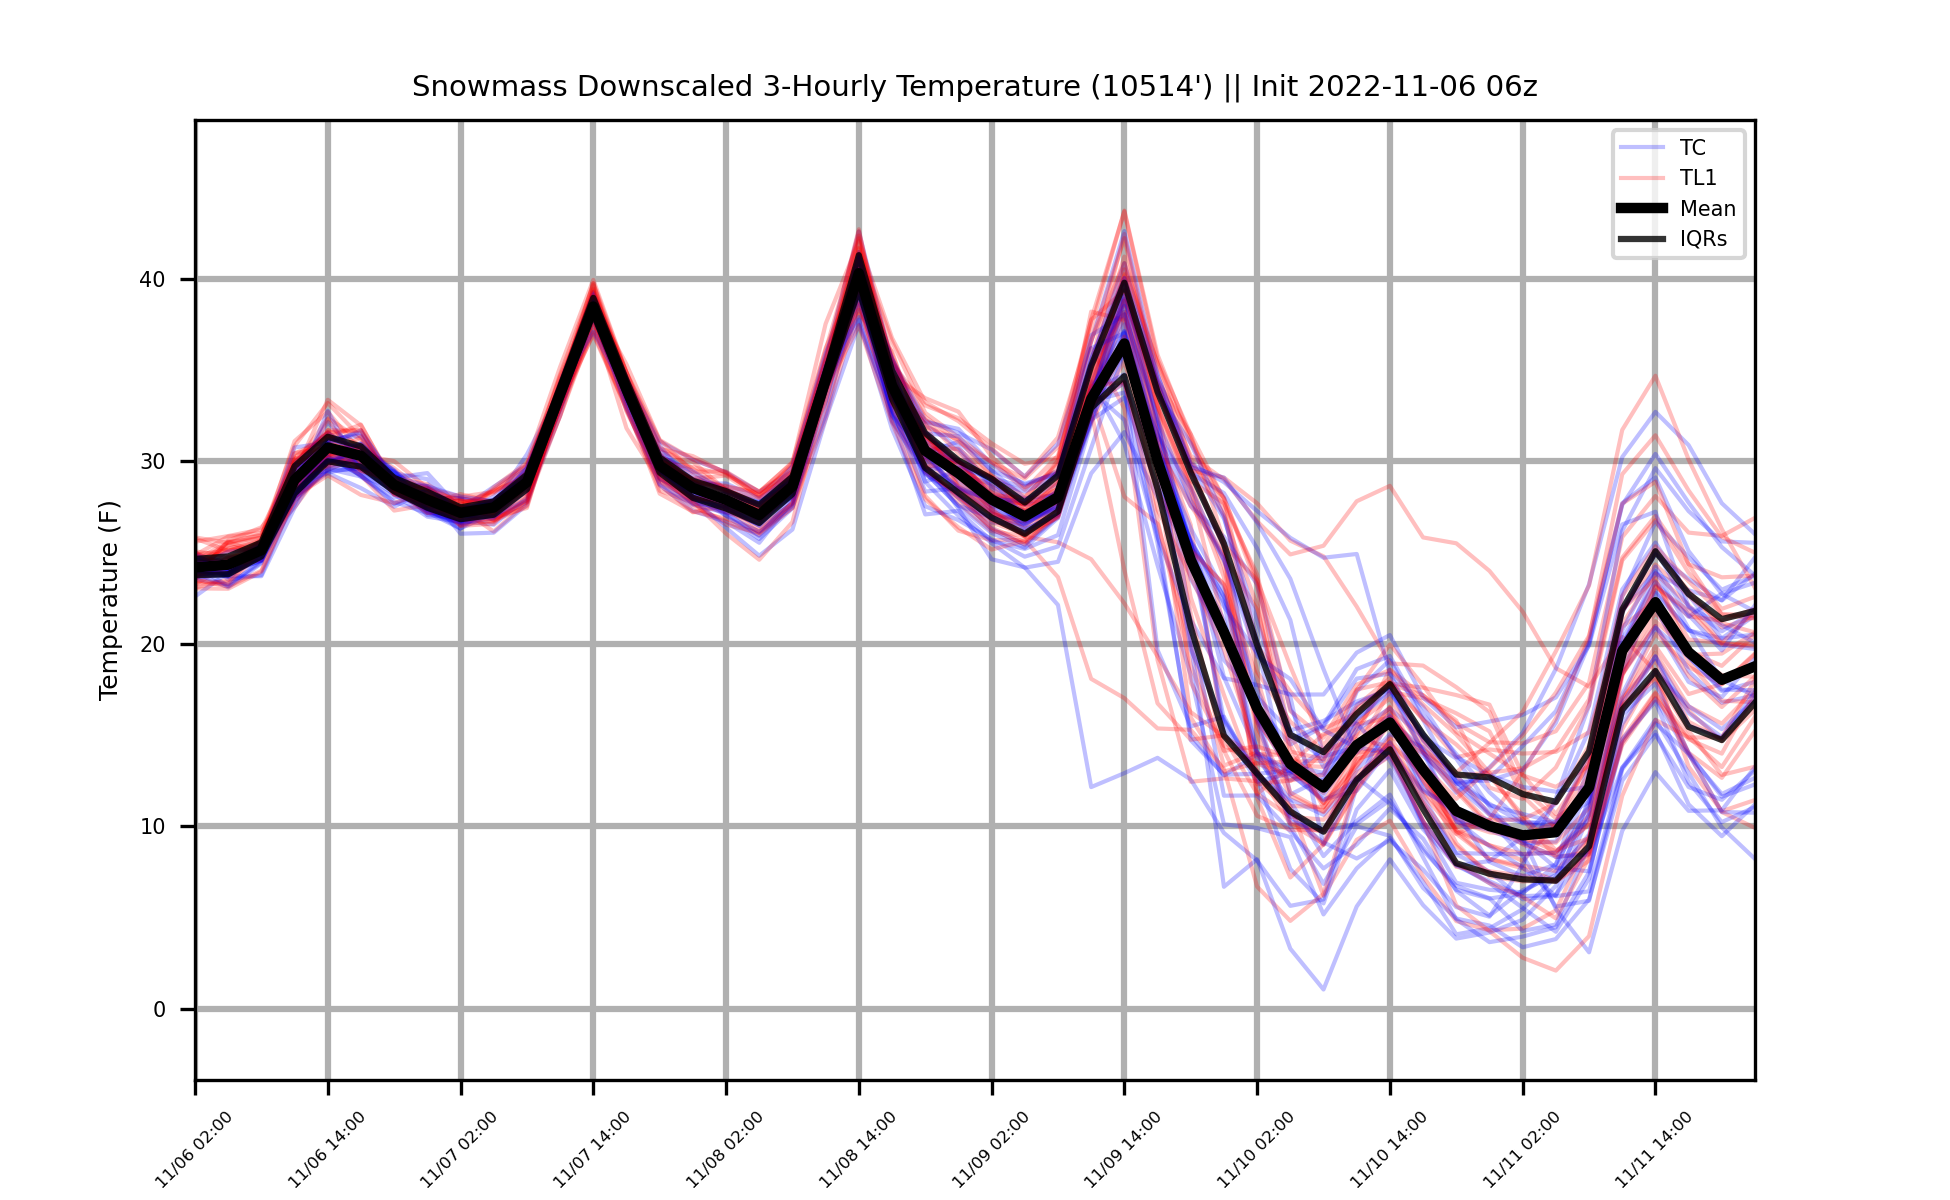 Snowmass Downscaled 3-Hourly Temperature (10514') || Init 2022-11-06 06z
TC
TL1
Mean
IQRs
Temperature (F)
40
30
20
10
0
11/06 02:00
11/06 14:00
11/07 02:00
11/07 14:00
11/08 02:00
11/08 14:00
11/09 02:00
11/09 14:00
11/10 02:00
11/10 14:00
11/11 02:00
11/11 14:00